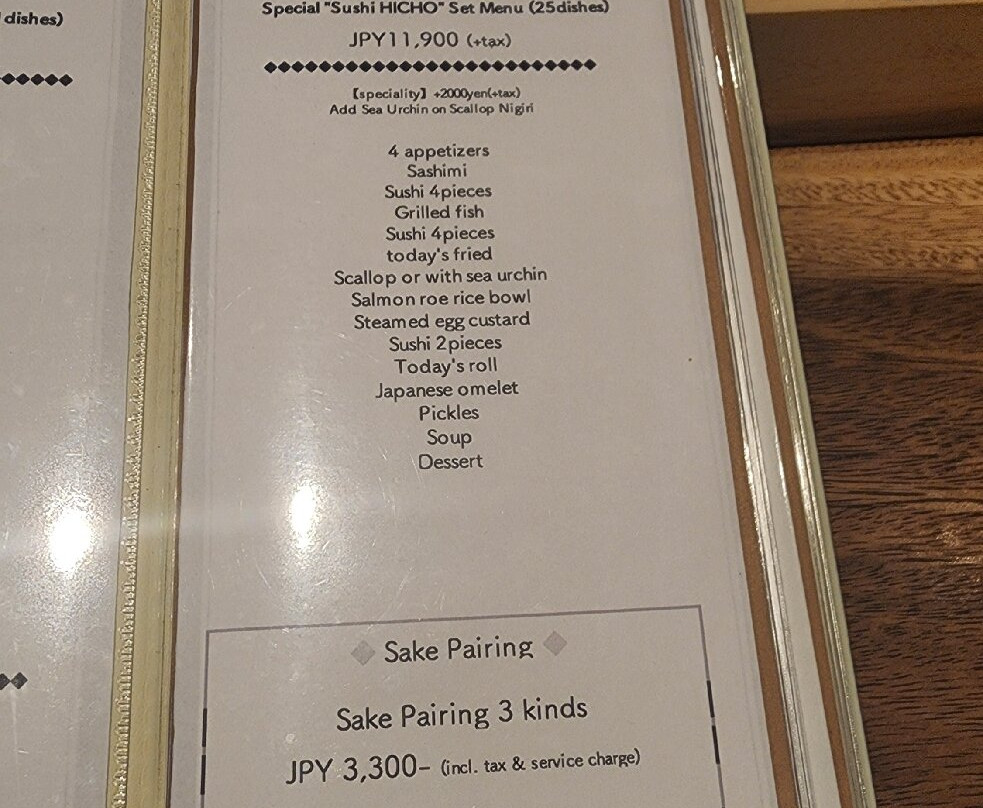 dishes)
Special "Sushi HICHO" Set Menu (25dishes)
JPY11,900 (+tax)
【speciality】 +2000yen(+tax)
Add Sea Urchin on Scallop Nigiri
4 appetizers
Sashimi
Sushi 4pieces
Grilled fish
Sushi 4pieces
today's fried
Scallop or with sea urchin
Salmon roe rice bowl
Steamed egg custard
Sushi 2pieces
Today's roll
Japanese omelet
Pickles
Soup
Dessert
Sake Pairing
Sake Pairing 3 kinds
JPY 3,300− (incl. tax & service charge)